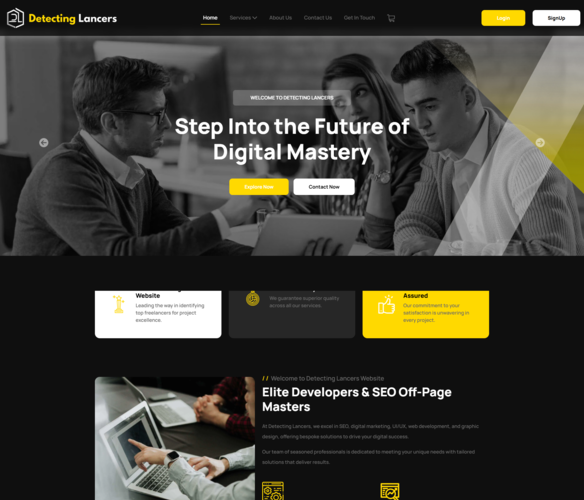 Detecting Lancers
Home Services About Us Contact Us Get in Touch
Login SignUp
WELCOME TO DETECTING LANCERS
Step Into the Future of
Digital Mastery
Explore Now Contact Now
Website
Leading the way in identifying
top freelancers for project
excellence.
We guarantee superior quality
across all our services.
Assured
Our commitment to your
satisfaction is unwavering in
every project.
// Welcome to Detecting Lancers Website
Elite Developers & SEO Off-Page
Masters
At Detecting Lancers, we excel in SEO, digital marketing, UI/UX, web development, and graphic
design, offering bespoke solutions to drive your digital success.
Our team of seasoned professionals is dedicated to meeting your unique needs with tailored
solutions that deliver results.